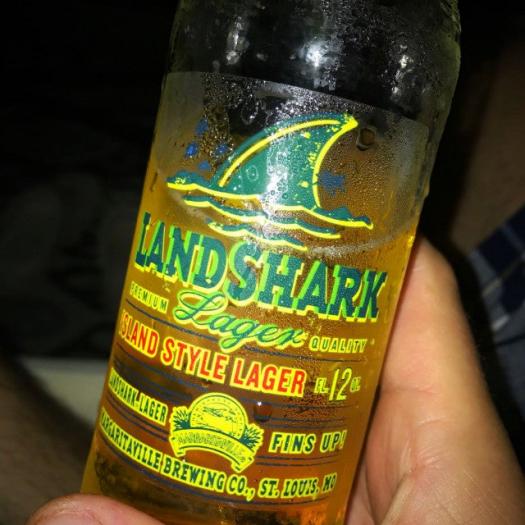 LANDSHARK
PREMIUM Lager QUALITY
ISLAND STYLE LAGER FL. 12 OZ.
LANDSHARK LAGER MARGARITAVILLE FINS UP!
MARGARITAVILLE BREWING CO., ST. LOUIS, MO